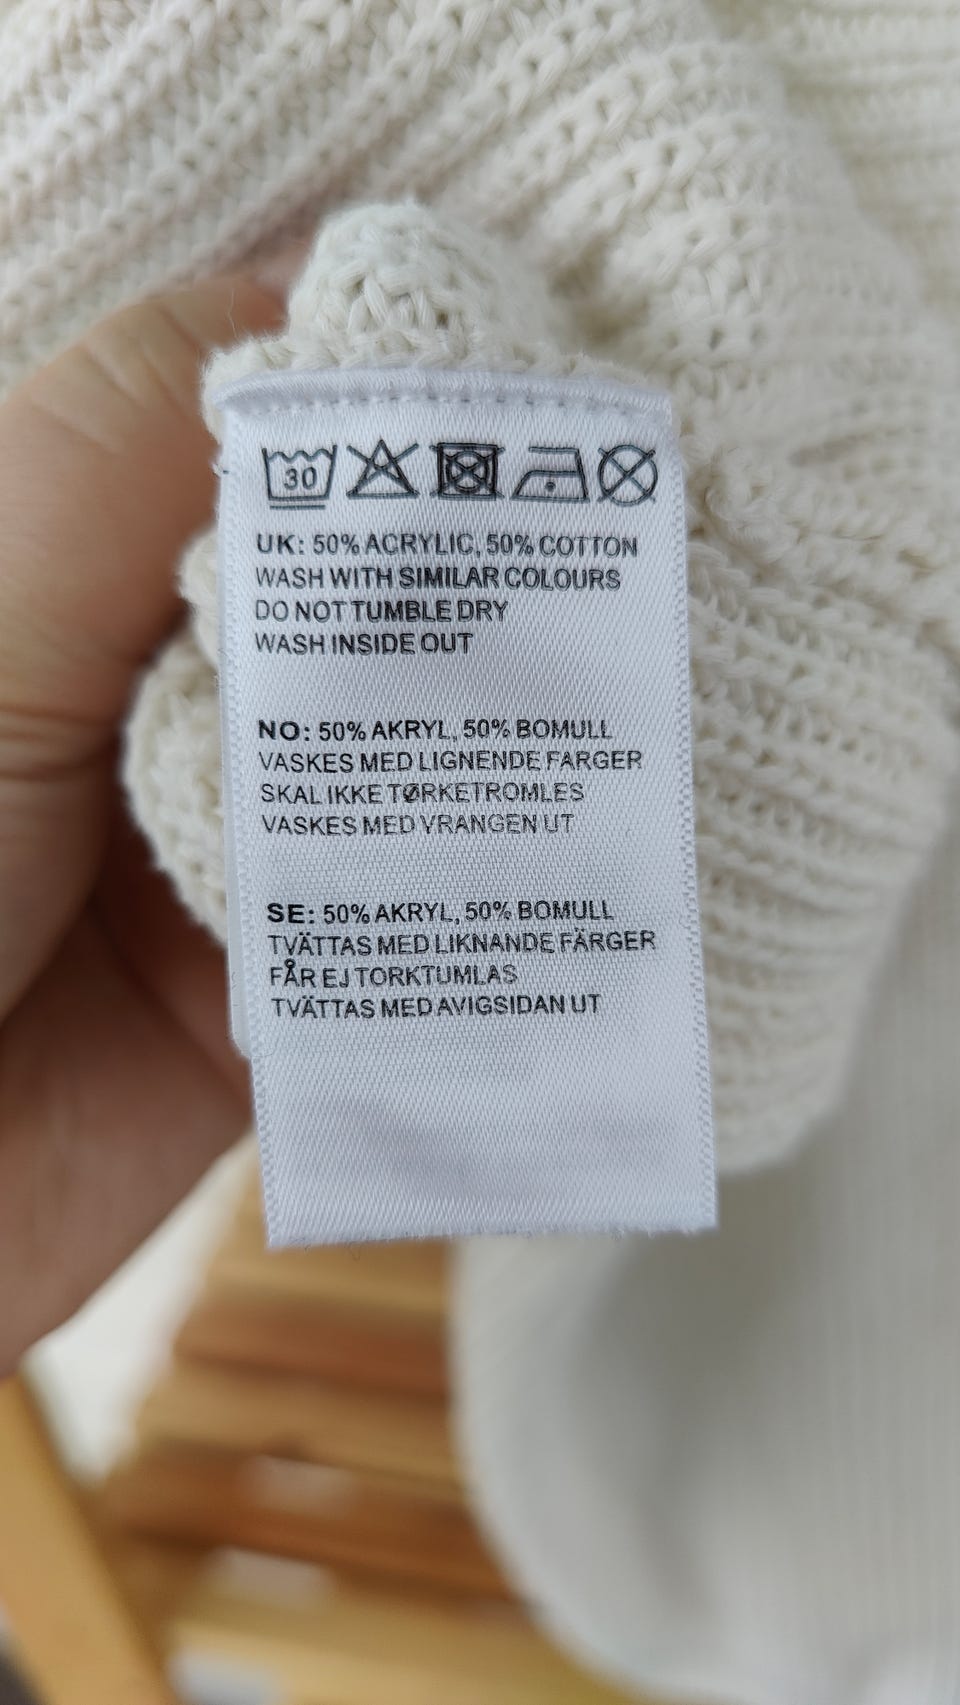 30
UK: 50% ACRYLIC, 50% COTTON
WASH WITH SIMILAR COLOURS
DO NOT TUMBLE DRY
WASH INSIDE OUT
NO: 50% AKRYL, 50% BOMULL
VASKES MED LIGNENDE FARGER
SKAL IKKE TØRKETROMLES
VASKES MED VRANGEN UT
SE: 50% AKRYL, 50% BOMULL
TVÄTTAS MED LIKNANDE FÄRGER
FÅR EJ TORKTUMLAS
TVÄTTAS MED AVIGSIDAN UT